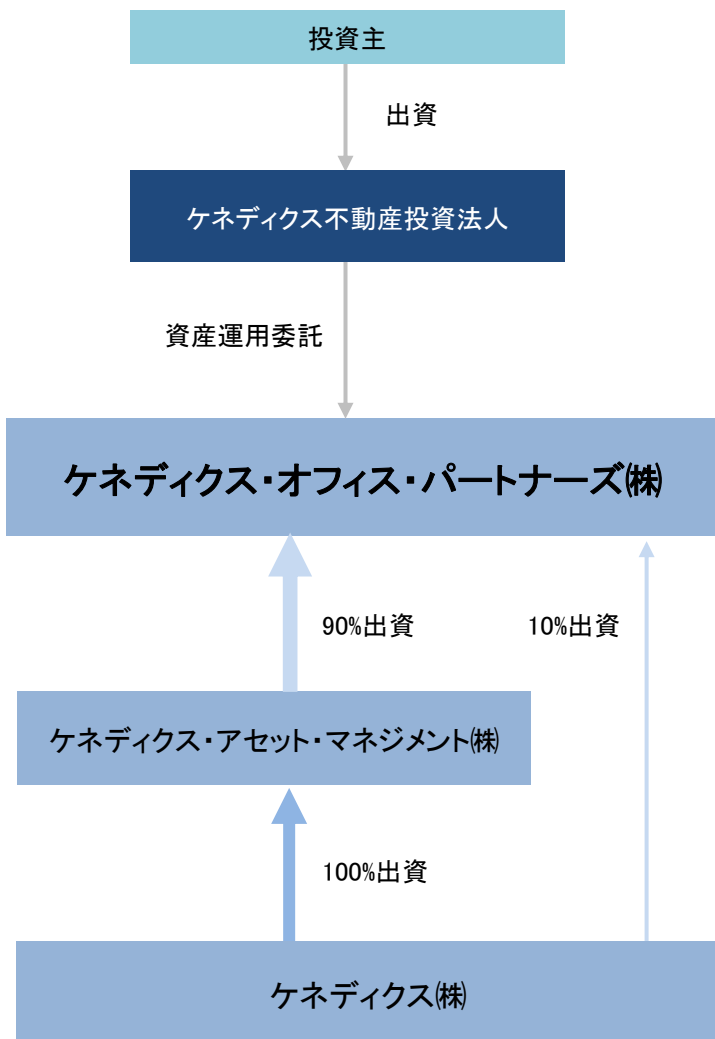 投資主
出資
ケネディクス不動産投資法人
資産運用委託
ケネディクス・オフィス・パートナーズ㈱
90%出資
10%出資
ケネディクス・アセット・マネジメント㈱
100%出資
ケネディクス㈱